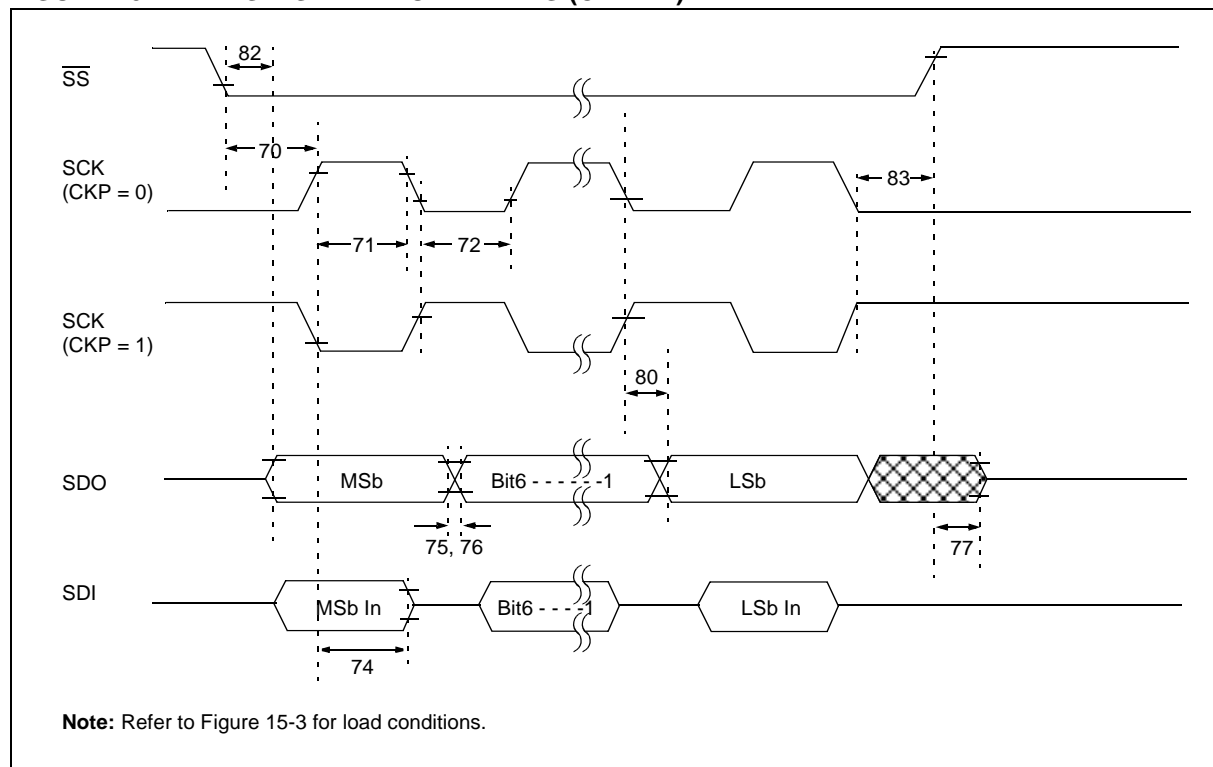 82
SS
70
SCK
(CKP = 0)
83
71
72
SCK
(CKP = 1)
80
SDO
MSb
Bit6 - - - - - -1
LSb
75, 76
77
SDI
MSb In
Bit6 - - - -1
LSb In
74
Note: Refer to Figure 15-3 for load conditions.